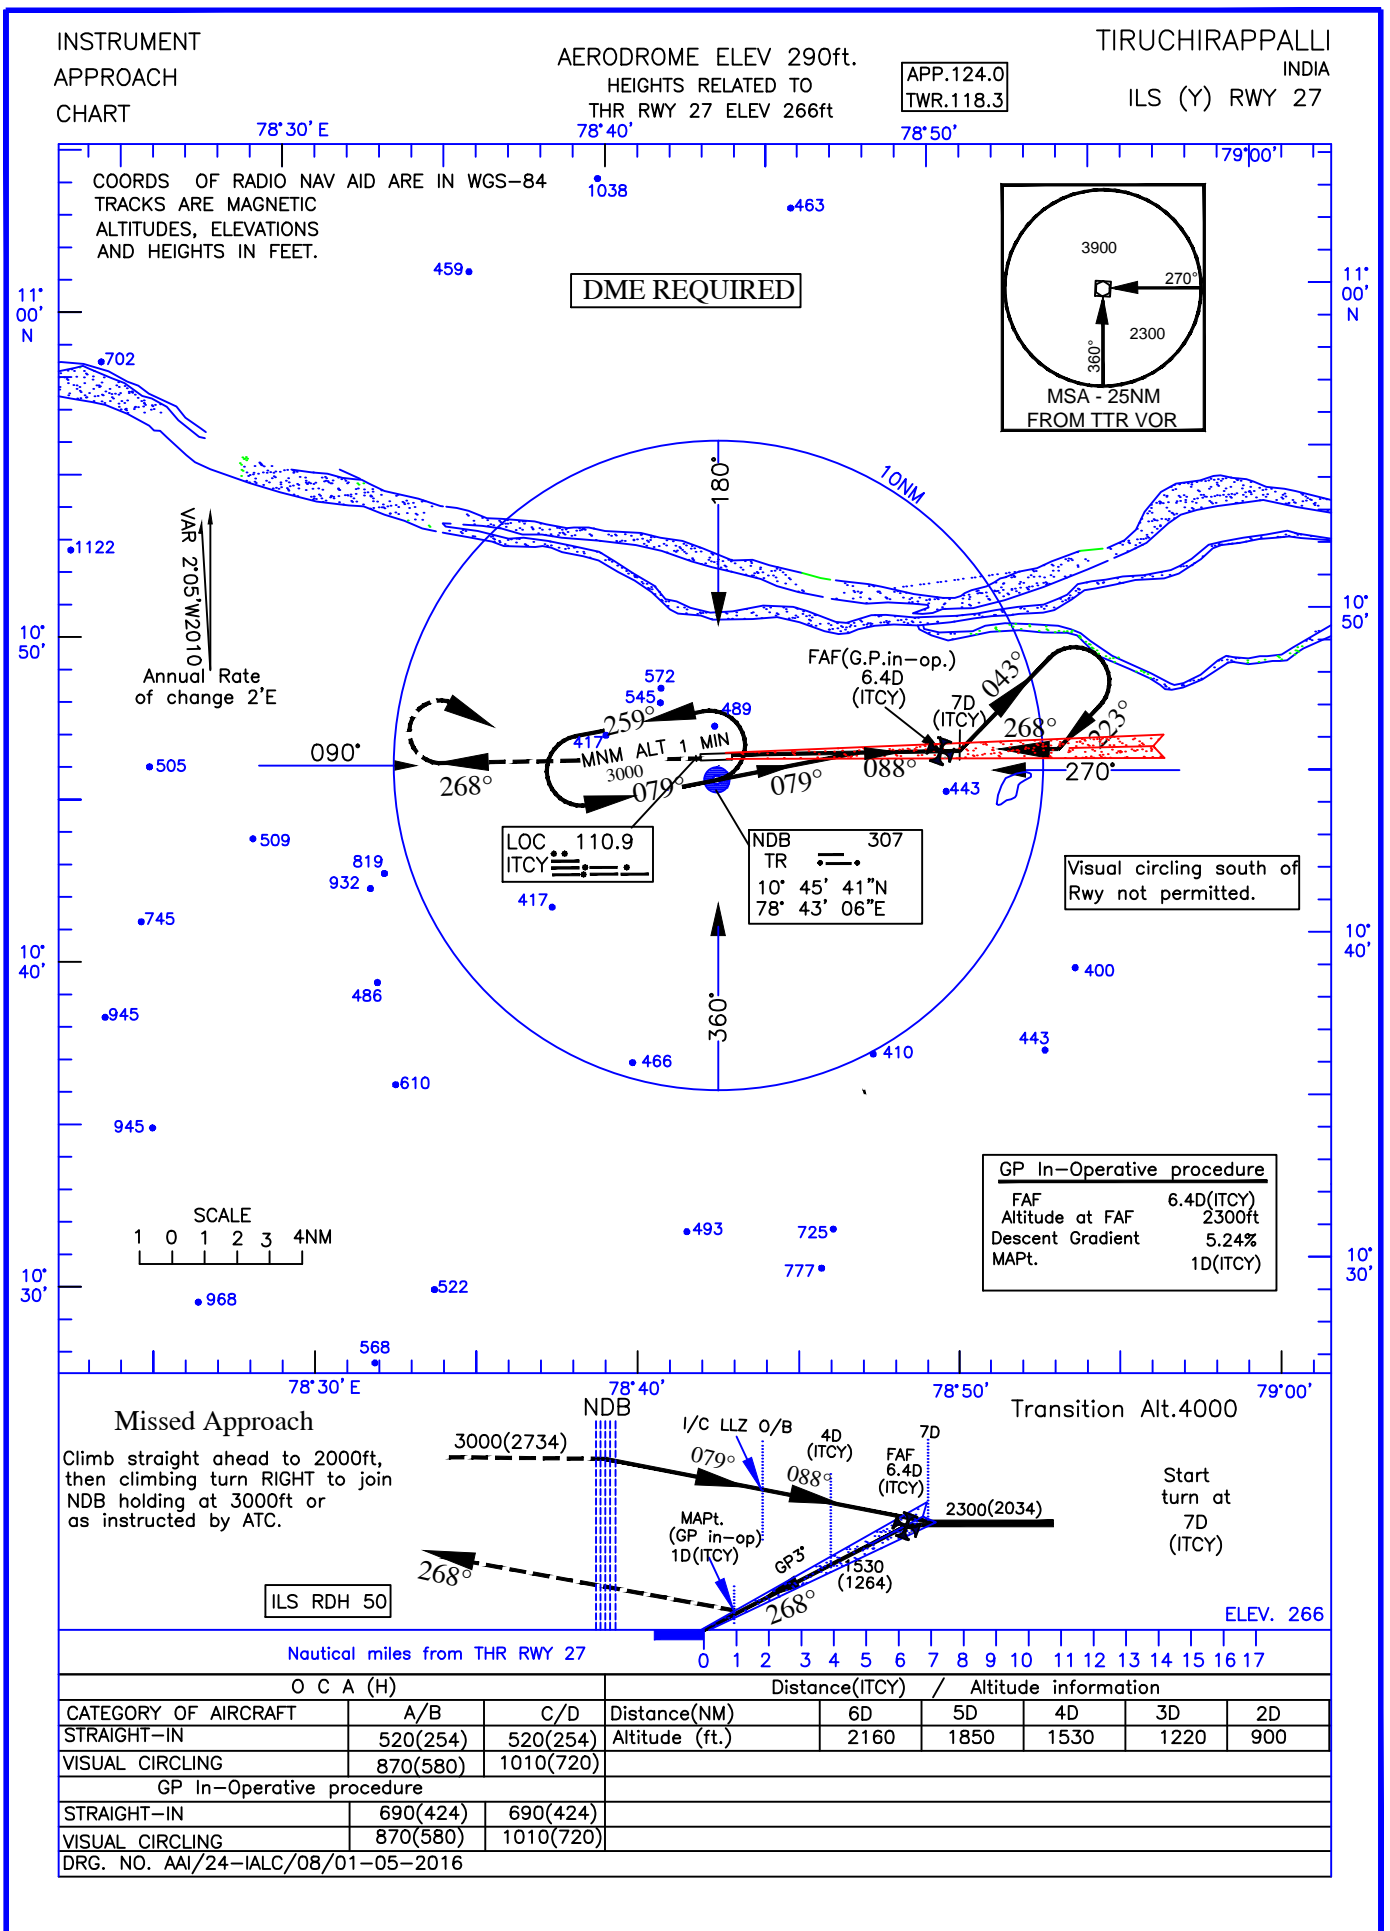 INSTRUMENT
APPROACH
CHART
AERODROME ELEV 290ft.
HEIGHTS RELATED TO
THR RWY 27 ELEV 266ft
APP.124.0
TWR.118.3
TIRUCHIRAPPALLI
INDIA
ILS (Y) RWY 27
78°30' E
78°40'
78°50'
79°00'
COORDS OF RADIO NAV AID ARE IN WGS-84
TRACKS ARE MAGNETIC
ALTITUDES, ELEVATIONS
AND HEIGHTS IN FEET.
1038
463
459
DME REQUIRED
3900
270°
2300
360°
MSA - 25NM
FROM TTR VOR
11°
00'
N
11°
00'
N
702
180°
10NM
1122
VAR 2°05'W2010
Annual Rate
of change 2'E
10°
50'
10°
50'
FAF(G.P.in-op.)
6.4D
(ITCY)
7D
(ITCY)
043°
223°
268°
572
545
489
417
259°
MNM ALT 1 MIN
3000
079°
079°
088°
090°
268°
270°
505
443
509
819
932
LOC 110.9
ITCY
NDB 307
TR
10° 45' 41"N
78° 43' 06"E
Visual circling south of
Rwy not permitted.
417
745
10°
40'
10°
40'
400
486
945
360°
443
410
466
610
945
GP In-Operative procedure
FAF 6.4D(ITCY)
Altitude at FAF 2300ft
Descent Gradient 5.24%
MAPt. 1D(ITCY)
SCALE
1 0 1 2 3 4NM
493
725
777
10°
30'
10°
30'
522
968
568
78°30' E
78°40'
78°50'
79°00'
Missed Approach
Climb straight ahead to 2000ft,
then climbing turn RIGHT to join
NDB holding at 3000ft or
as instructed by ATC.
NDB
Transition Alt.4000
3000(2734)
I/C LLZ O/B
079°
088°
4D
(ITCY)
FAF
6.4D
(ITCY)
7D
2300(2034)
Start
turn at
7D
(ITCY)
MAPt.
(GP in-op)
1D(ITCY)
GP3°
1530
(1264)
268°
268°
ILS RDH 50
ELEV. 266
Nautical miles from THR RWY 27
0 1 2 3 4 5 6 7 8 9 10 11 12 13 14 15 16 17
O C A (H)
Distance(ITCY) / Altitude information
CATEGORY OF AIRCRAFT A/B C/D Distance(NM) 6D 5D 4D 3D 2D
STRAIGHT-IN 520(254) 520(254) Altitude (ft.) 2160 1850 1530 1220 900
VISUAL CIRCLING 870(580) 1010(720)
GP In-Operative procedure
STRAIGHT-IN 690(424) 690(424)
VISUAL CIRCLING 870(580) 1010(720)
DRG. NO. AAI/24-IALC/08/01-05-2016